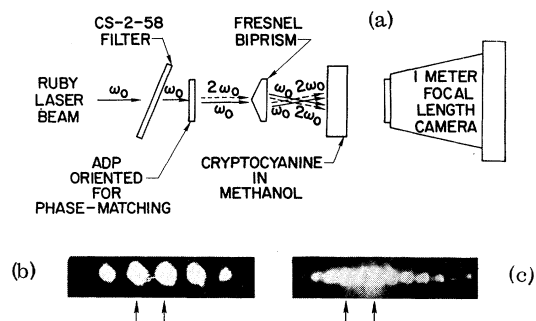 CS-2-58
FILTER
FRESNEL
BIPRISM
(a)
RUBY
LASER
BEAM
ω₀
ω₀
2ω₀
ω₀
ω₀ 2ω₀
ω₀ 2ω₀
1 METER
FOCAL
LENGTH
CAMERA
ADP
ORIENTED
FOR
PHASE-MATCHING
CRYPTOCYANINE
IN
METHANOL
(b)
(c)